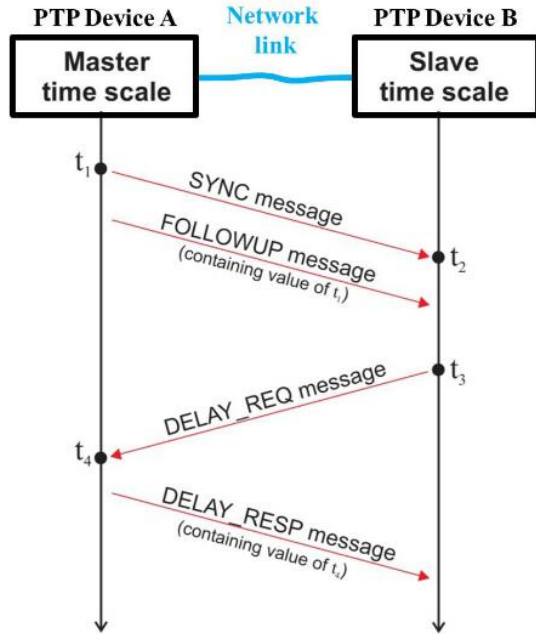 PTP Device A
Network
link
PTP Device B
Master
time scale
Slave
time scale
t₁
SYNC message
FOLLOWUP message
(containing value of t₁)
t₂
t₃
DELAY_REQ message
t₄
DELAY_RESP message
(containing value of t₄)